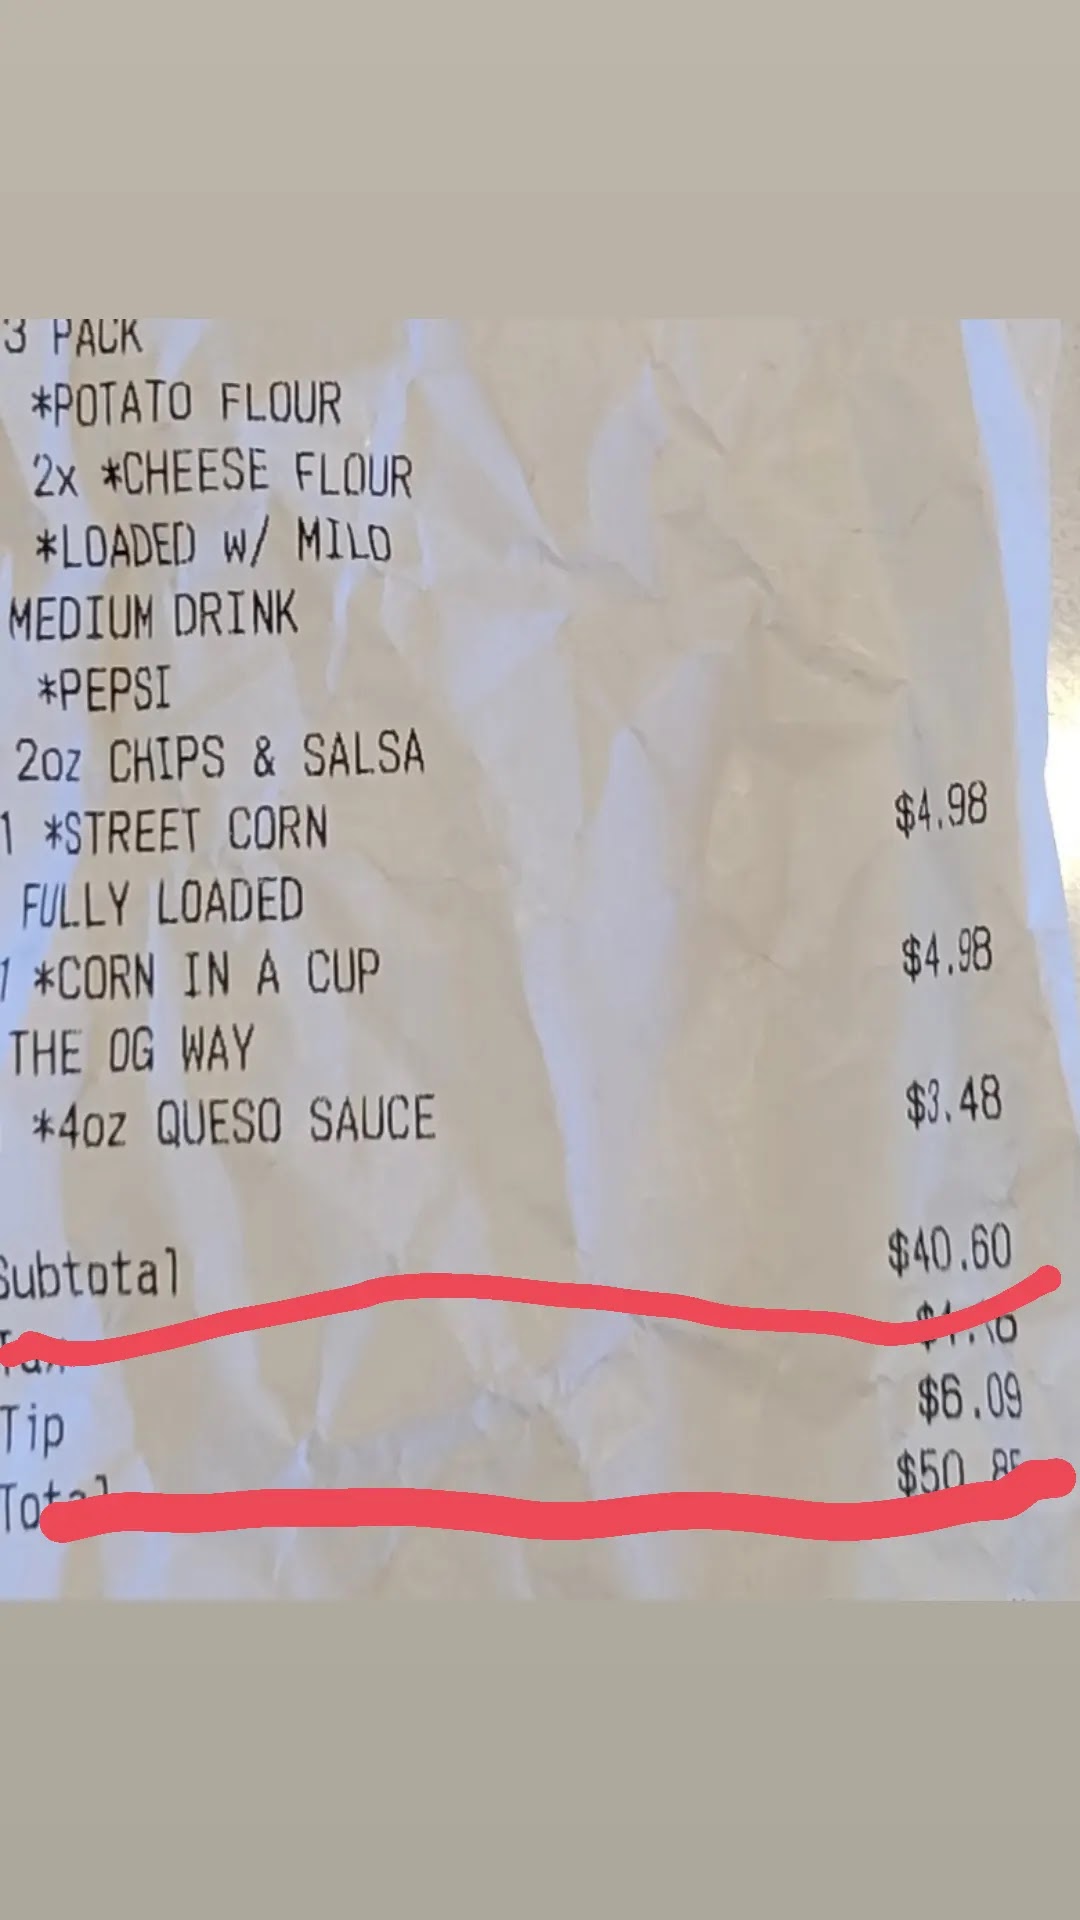 3 PACK
*POTATO FLOUR
2x *CHEESE FLOUR
*LOADED w/ MILD
MEDIUM DRINK
*PEPSI
2oz CHIPS & SALSA
1 *STREET CORN $4.98
FULLY LOADED
1 *CORN IN A CUP $4.98
THE OG WAY
*4oz QUESO SAUCE $3.48
Subtotal $40.60
Tax
Tip $6.09
Total